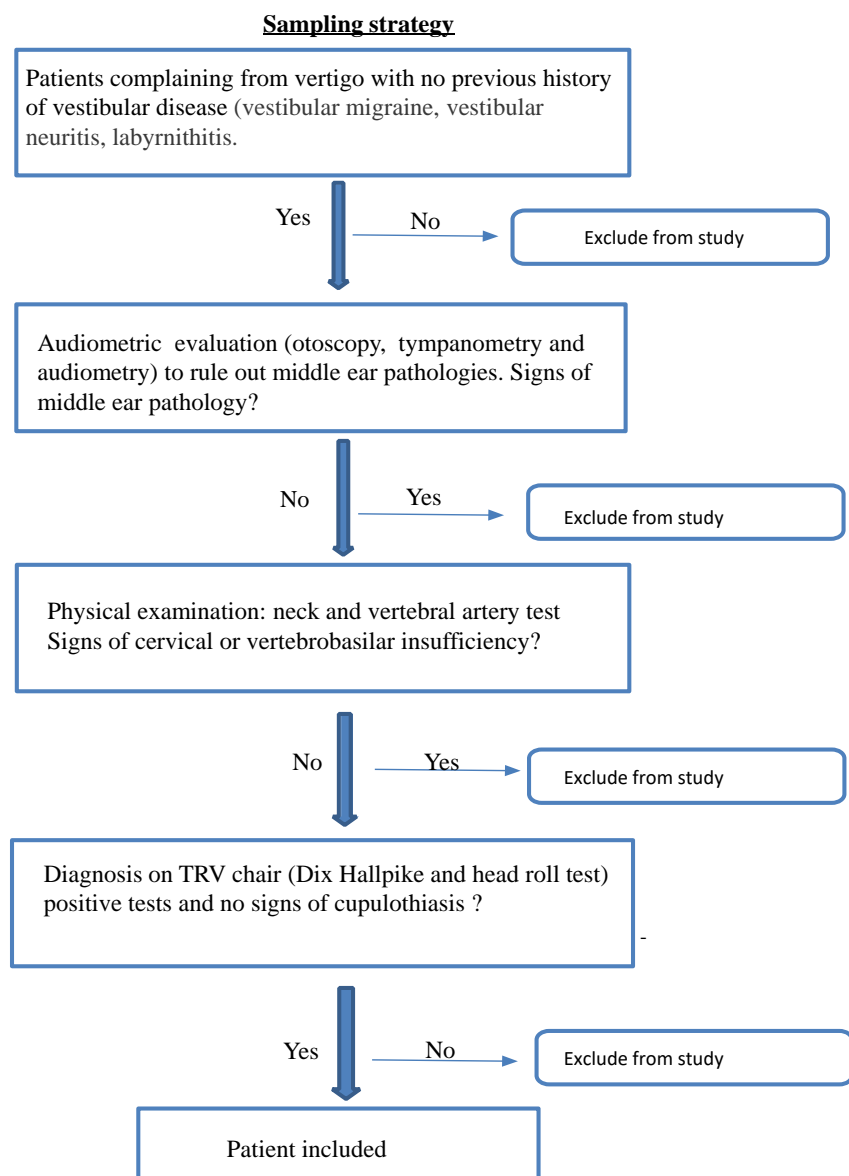 Sampling strategy
Patients complaining from vertigo with no previous history
of vestibular disease (vestibular migraine, vestibular
neuritis, labyrnithitis.
Yes
No
Exclude from study
Audiometric evaluation (otoscopy, tympanometry and
audiometry) to rule out middle ear pathologies. Signs of
middle ear pathology?
No
Yes
Exclude from study
Physical examination: neck and vertebral artery test
Signs of cervical or vertebrobasilar insufficiency?
No
Yes
Exclude from study
Diagnosis on TRV chair (Dix Hallpike and head roll test)
positive tests and no signs of cupulothiasis ?
-
Yes
No
Exclude from study
Patient included